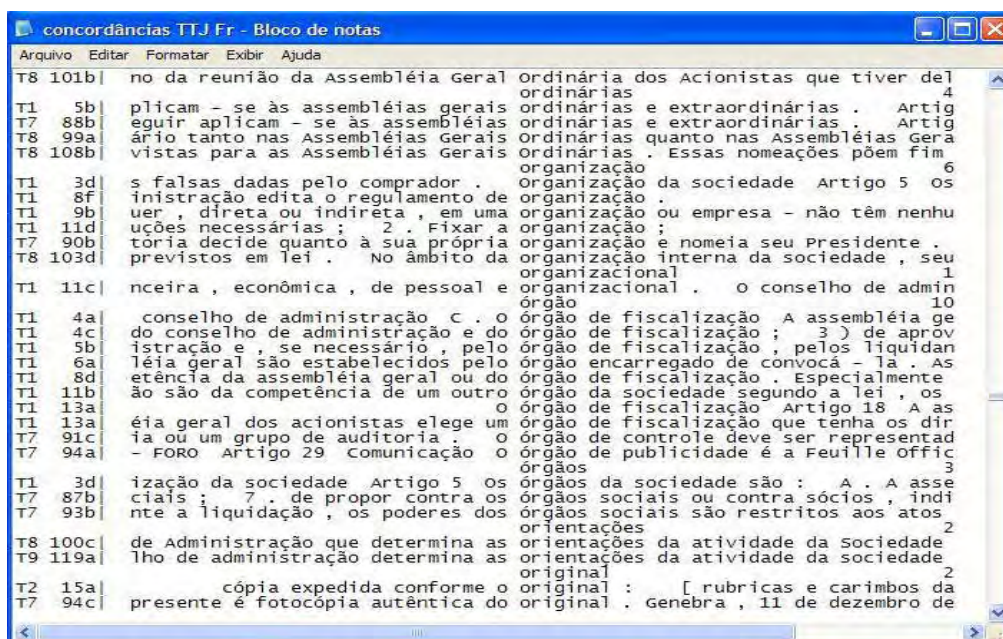 concordâncias TTJ Fr - Bloco de notas
Arquivo Editar Formatar Exibir Ajuda
T8 101b| no da reunião da Assembléia Geral Ordinária dos Acionistas que tiver del
ordinárias 4
T1 5b| plicam - se às assembléias gerais ordinárias e extraordinárias . Artig
T7 88b| eguir aplicam - se às assembléias ordinárias e extraordinárias . Artig
T8 99a| ário tanto nas Assembléias Gerais Ordinárias quanto nas Assembléias Gera
T8 108b| vistas para as Assembléias Gerais Ordinárias . Essas nomeações põem fim
organização 6
T1 3d| s falsas dadas pelo comprador . Organização da sociedade Artigo 5 Os
T1 8f| inistração edita o regulamento de organização .
T1 9b| uer , direta ou indireta , em uma organização ou empresa - não têm nenhu
T1 11d| uções necessárias ; 2 . Fixar a organização ;
T7 90b| tória decide quanto à sua própria organização e nomeia seu Presidente .
T8 103d| previstos em lei . No âmbito da organização interna da sociedade , seu
organizacional 1
T1 11c| nceira , econômica , de pessoal e organizacional . O conselho de admin
órgão 10
T1 4a| conselho de administração C . O órgão de fiscalização A assembléia ge
T1 4c| do conselho de administração e do órgão de fiscalização ; 3 ) de aprov
T1 5b| istração e , se necessário , pelo órgão de fiscalização , pelos liquidan
T1 6a| léia geral são estabelecidos pelo órgão encarregado de convocá - la . As
T1 8d| etência da assembléia geral ou do órgão de fiscalização . Especialmente
T1 11b| ão são da competência de um outro órgão da sociedade segundo a lei , os
T1 13a| O órgão de fiscalização Artigo 18 A as
T1 13a| éia geral dos acionistas elege um órgão de fiscalização que tenha os dir
T7 91c| ia ou um grupo de auditoria . O órgão de controle deve ser representad
T7 94a| - FORO Artigo 29 Comunicação O órgão de publicidade é a Feuille Offic
órgãos 3
T1 3d| ização da sociedade Artigo 5 Os órgãos da sociedade são : A . A asse
T7 87b| ciais ; 7 . de propor contra os órgãos sociais ou contra sócios , indi
T7 93b| nte a liquidação , os poderes dos órgãos sociais são restritos aos atos
orientações 2
T8 100c| de Administração que determina as orientações da atividade da Sociedade
T9 119a| lho de administração determina as orientações da atividade da sociedade
original 2
T2 15a| cópia expedida conforme o original : [ rubricas e carimbos da
T7 94c| presente é fotocópia autêntica do original . Genebra , 11 de dezembro de